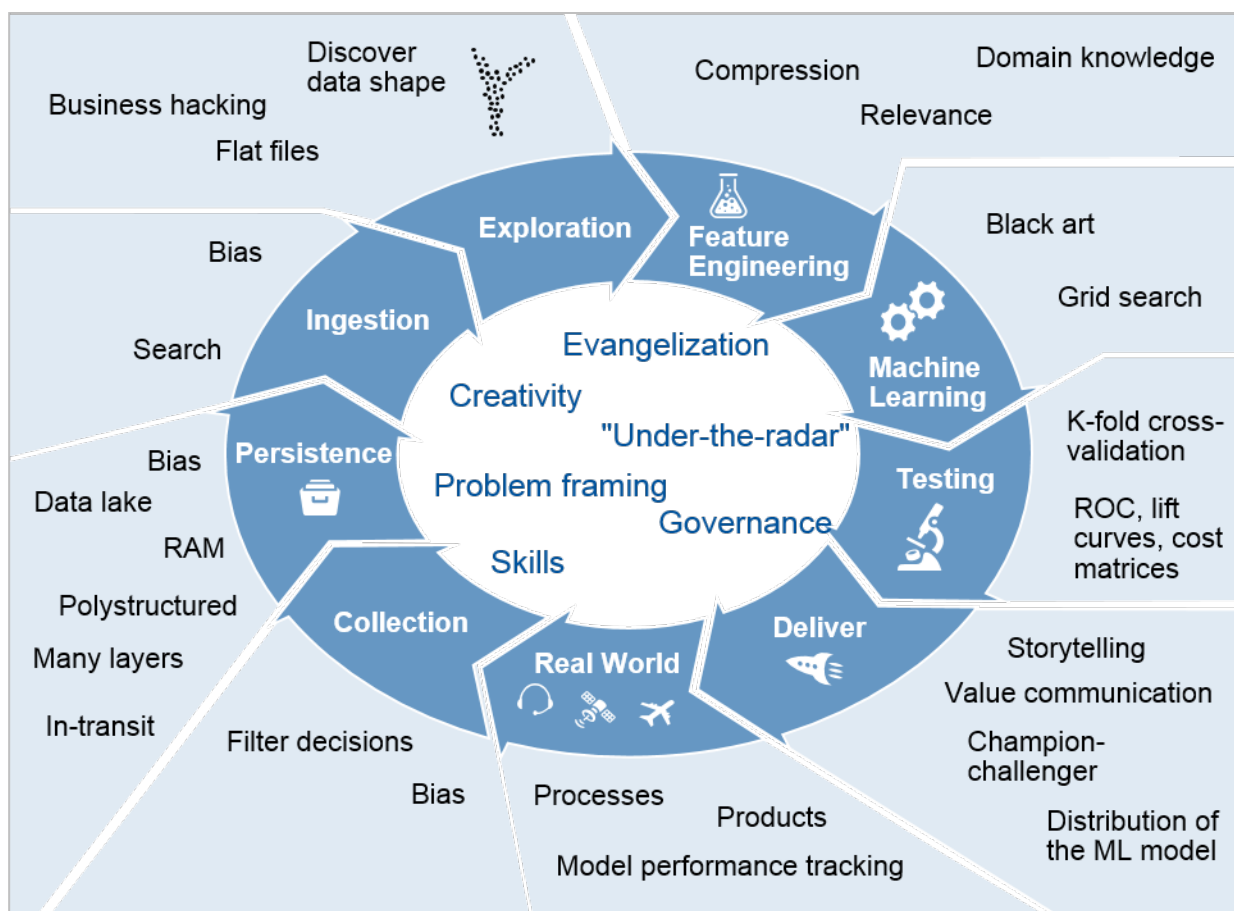 Discover
data shape
Business hacking
Flat files
Compression
Domain knowledge
Relevance
Exploration
Feature
Engineering
Bias
Ingestion
Search
Black art
Grid search
Machine
Learning
Evangelization
Creativity
"Under-the-radar"
Problem framing
Governance
Skills
Persistence
Bias
Data lake
RAM
Polystructured
Many layers
In-transit
Testing
K-fold cross-
validation
ROC, lift
curves, cost
matrices
Collection
Filter decisions
Bias
Real World
Processes
Products
Model performance tracking
Deliver
Storytelling
Value communication
Champion-
challenger
Distribution of
the ML model